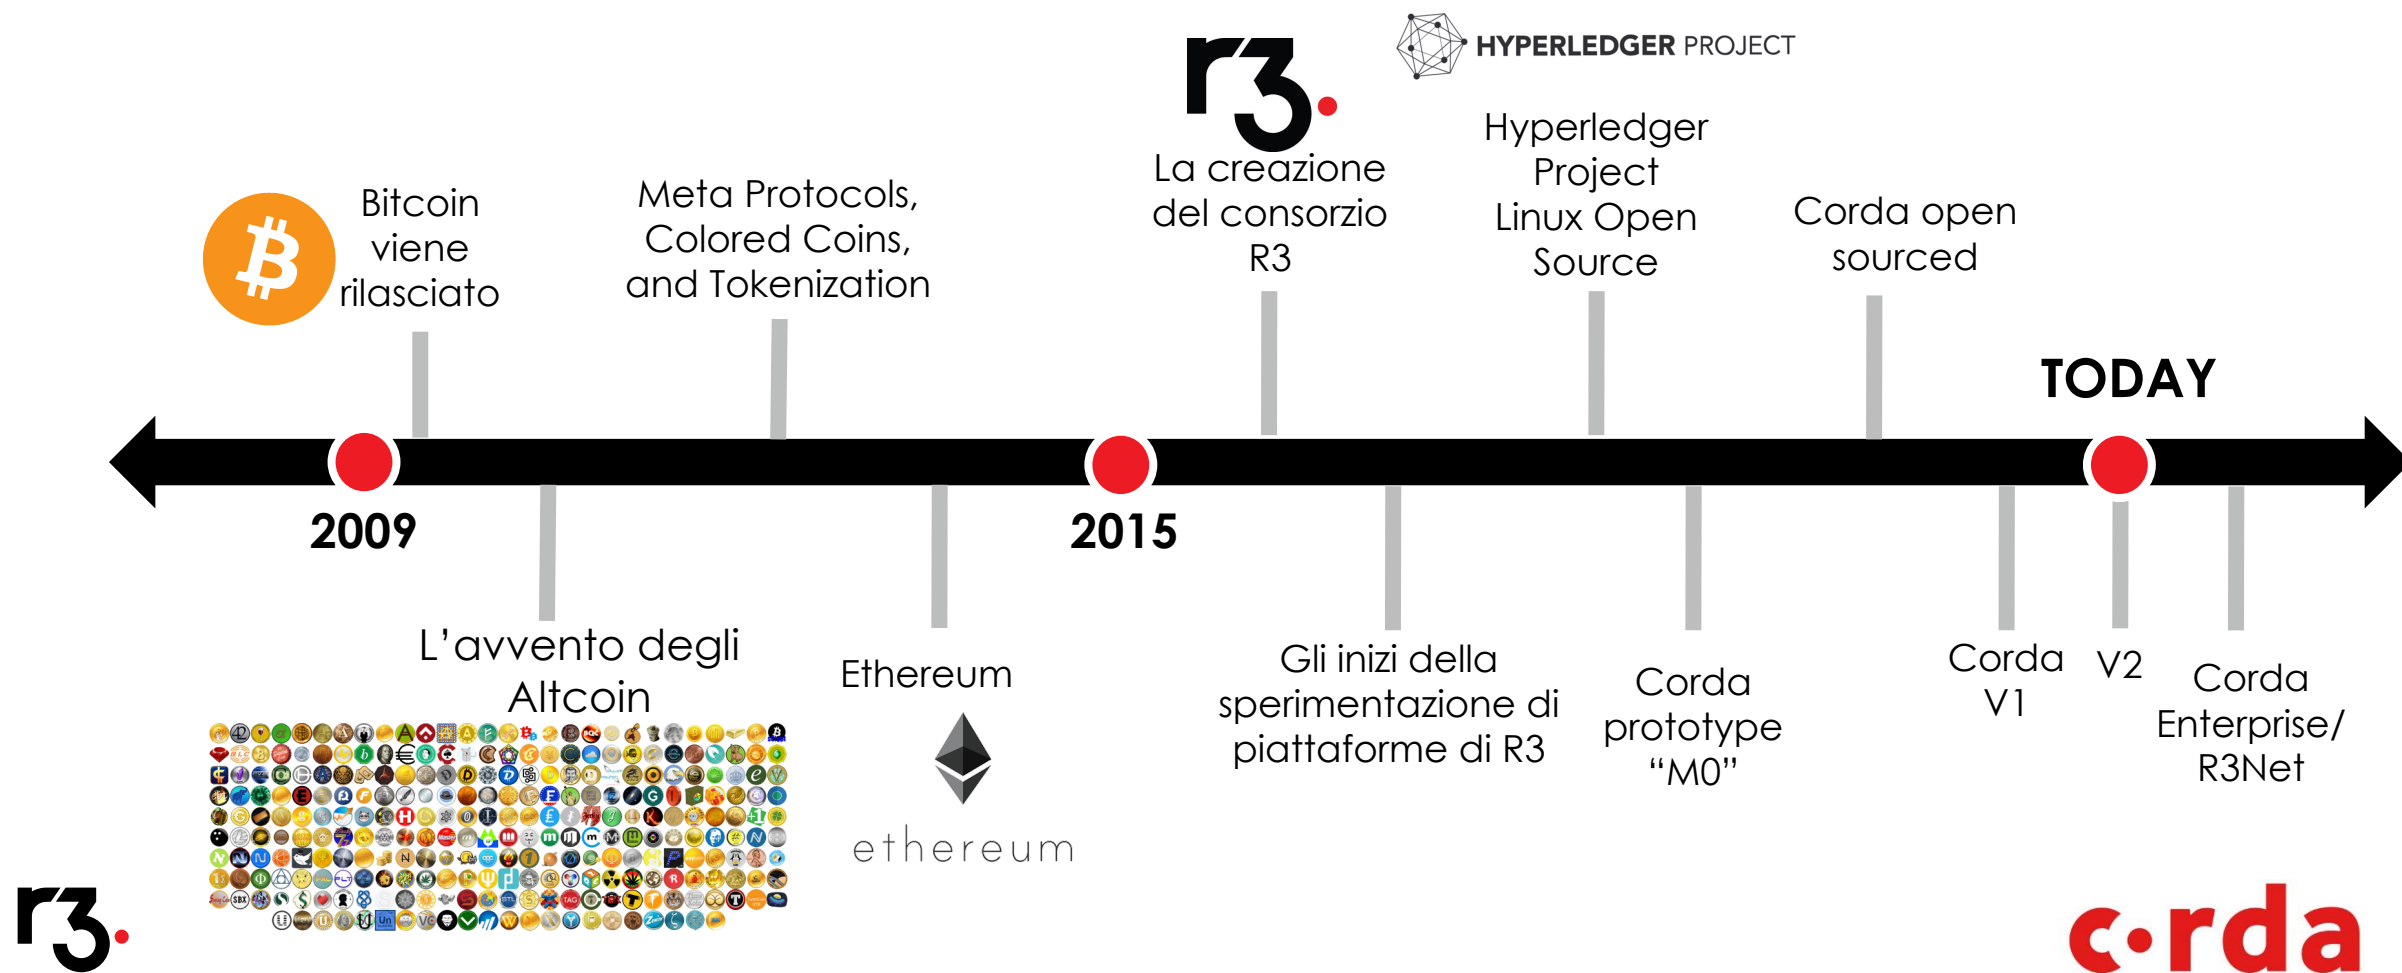 r3.
HYPERLEDGER PROJECT
Bitcoin
viene
rilasciato
Meta Protocols,
Colored Coins,
and Tokenization
La creazione
del consorzio
R3
Hyperledger
Project
Linux Open
Source
Corda open
sourced
TODAY
2009
2015
L'avvento degli
Altcoin
Ethereum
ethereum
Gli inizi della
sperimentazione di
piattaforme di R3
Corda
prototype
“M0”
Corda
V1
V2
Corda
Enterprise/
R3Net
r3.
c•rda